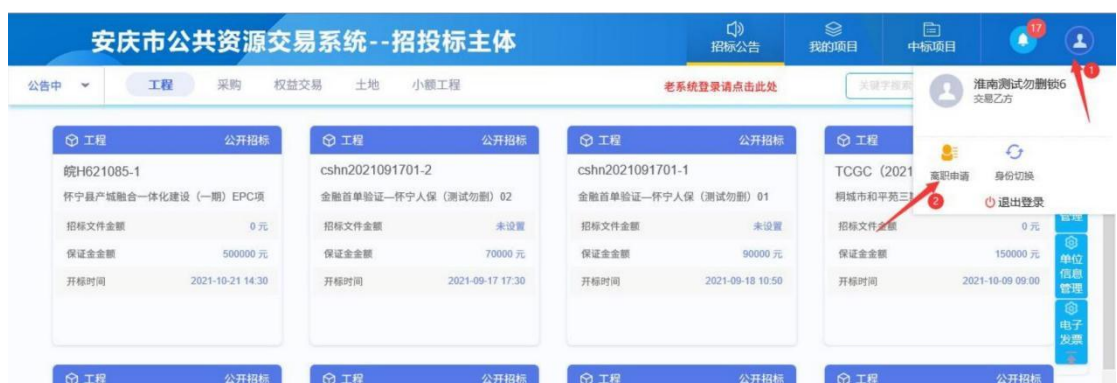 安庆市公共资源交易系统--招投标主体
招标公告
我的项目
中标项目
17
公告中
工程
采购
权益交易
土地
小额工程
老系统登录请点击此处
关键字搜索
淮南测试勿删锁6
交易乙方
1
离职申请
身份切换
2
退出登录
工程 公开招标
皖H621085-1
怀宁县产城融合一体化建设（一期）EPC项
招标文件金额 0 元
保证金金额 500000 元
开标时间 2021-10-21 14:30
工程 公开招标
cshn2021091701-2
金融首单验证—怀宁人保（测试勿删）02
招标文件金额 未设置
保证金金额 70000 元
开标时间 2021-09-17 17:30
工程 公开招标
cshn2021091701-1
金融首单验证—怀宁人保（测试勿删）01
招标文件金额 未设置
保证金金额 90000 元
开标时间 2021-09-18 10:50
工程
TCGC（2021
桐城市和平苑三
招标文件金额 0 元
保证金金额 150000 元
开标时间 2021-10-09 09:00
管理
单位
信息
管理
电子
发票
工程 公开招标
工程 公开招标
工程 公开招标
工程 公开招标